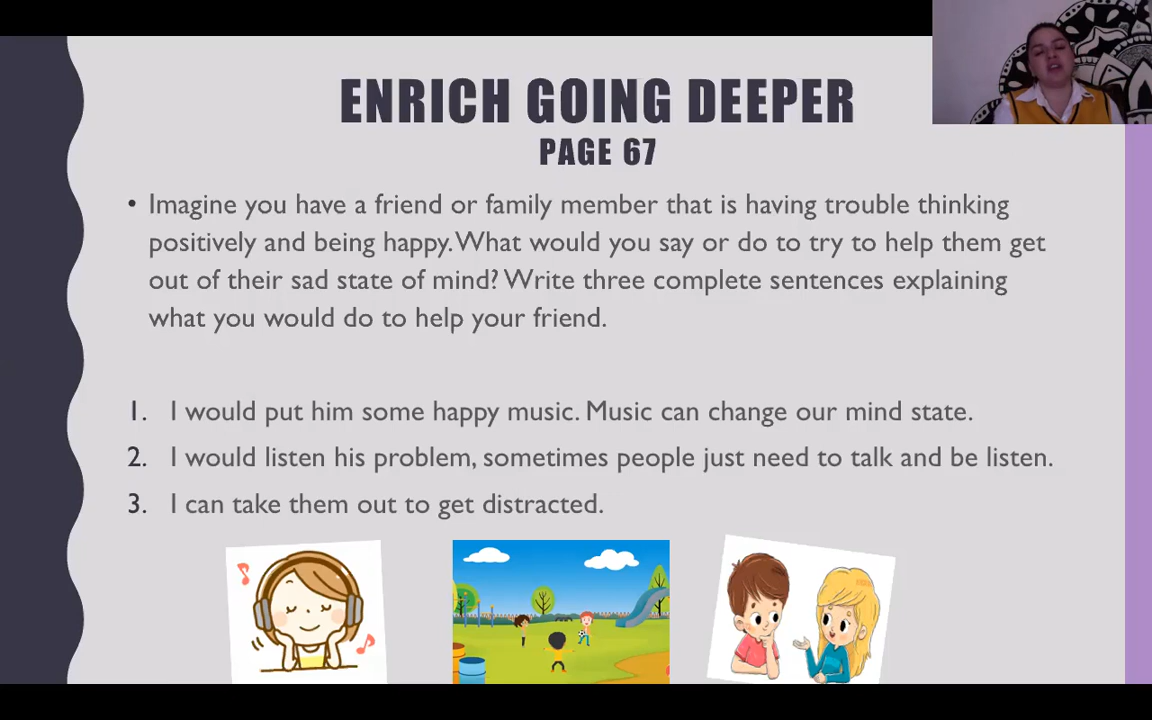 ENRICH GOING DEEPER
PAGE 67
• Imagine you have a friend or family member that is having trouble thinking
positively and being happy. What would you say or do to try to help them get
out of their sad state of mind? Write three complete sentences explaining
what you would do to help your friend.
1. I would put him some happy music. Music can change our mind state.
2. I would listen his problem, sometimes people just need to talk and be listen.
3. I can take them out to get distracted.